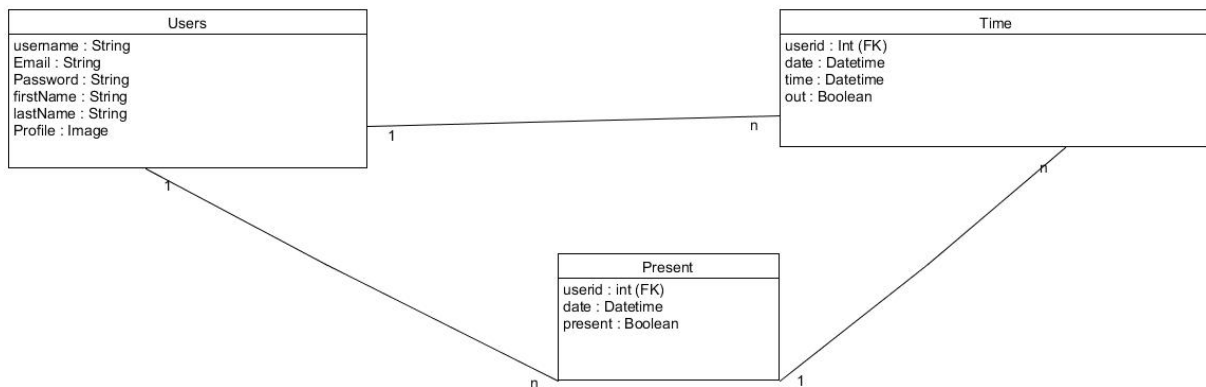 Users
username : String
Email : String
Password : String
firstName : String
lastName : String
Profile : Image
Time
userid : Int (FK)
date : Datetime
time : Datetime
out : Boolean
1
n
1
n
Present
userid : int (FK)
date : Datetime
present : Boolean
n
1